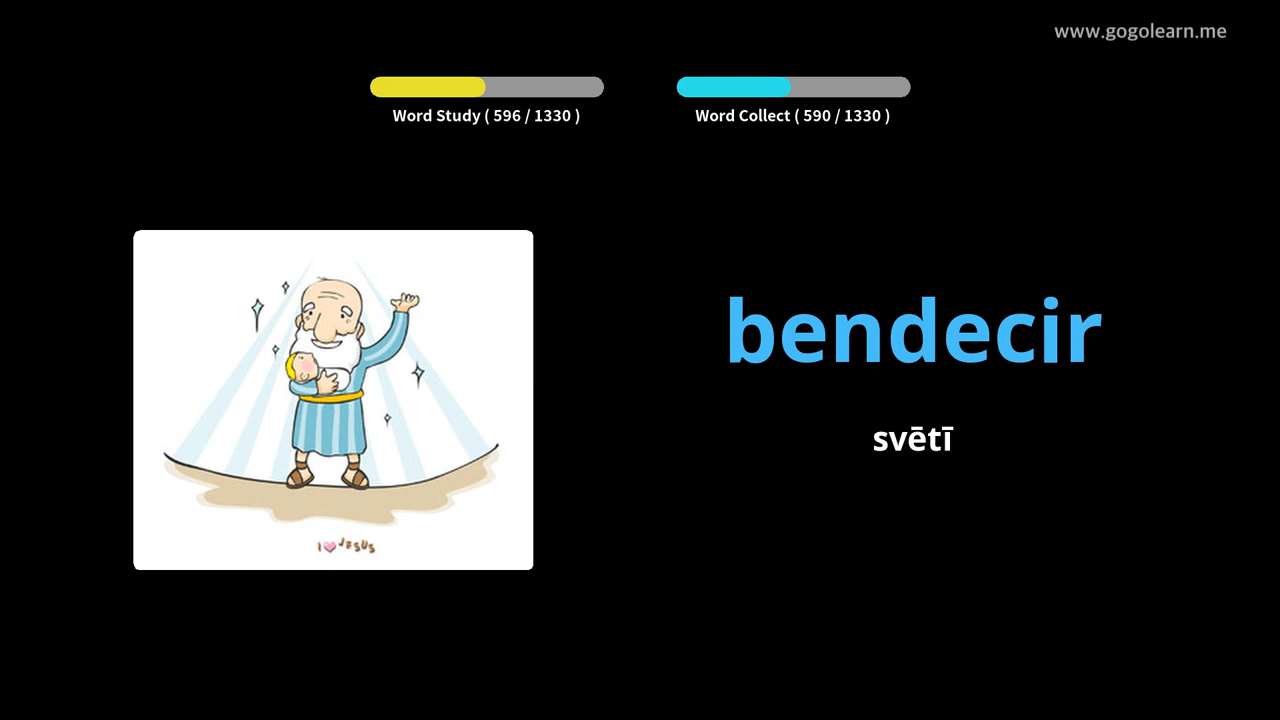 www.gogolearn.me
Word Study ( 596 / 1330 )
Word Collect ( 590 / 1330 )
bendecir
svētī
I JESUS